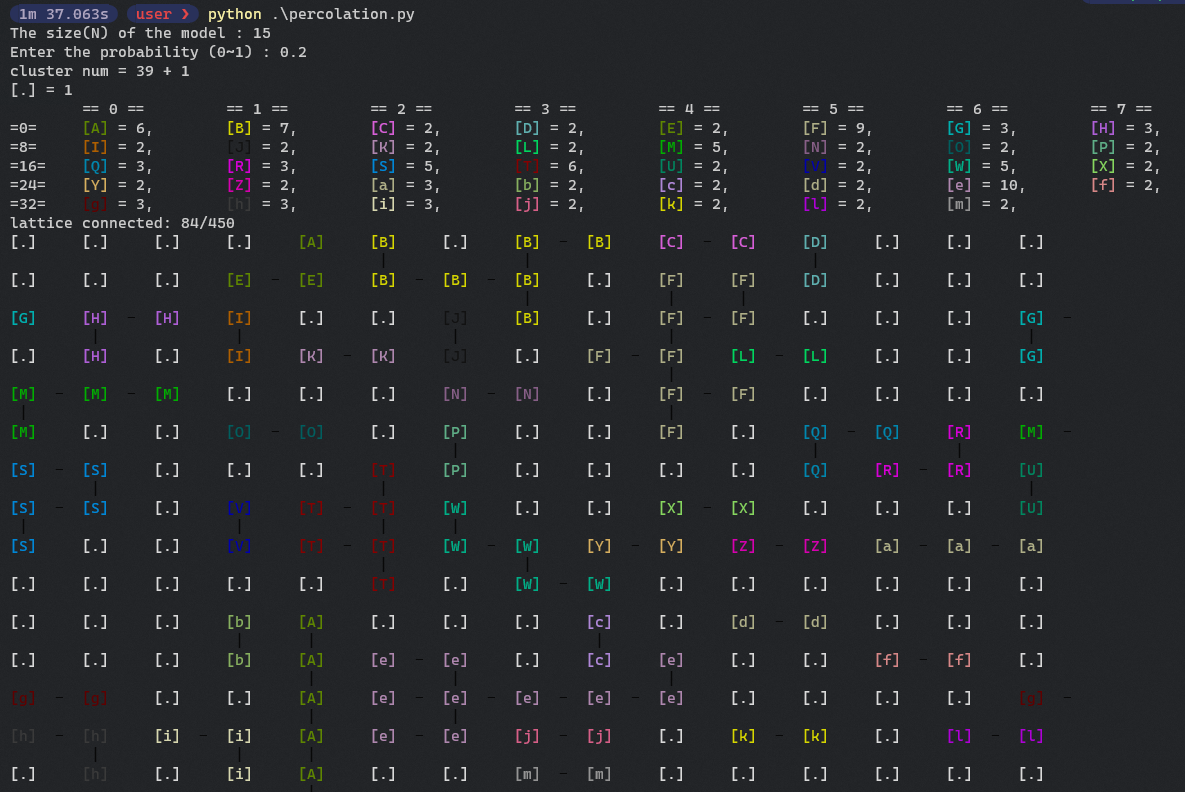 1m 37.063s user ❯ python .\percolation.py
The size(N) of the model : 15
Enter the probability (0~1) : 0.2
cluster num = 39 + 1
[.] = 1
== 0 == == 1 == == 2 == == 3 == == 4 == == 5 == == 6 == == 7 ==
=0= [A] = 6, [B] = 7, [C] = 2, [D] = 2, [E] = 2, [F] = 9, [G] = 3, [H] = 3,
=8= [I] = 2, [J] = 2, [K] = 2, [L] = 2, [M] = 5, [N] = 2, [O] = 2, [P] = 2,
=16= [Q] = 3, [R] = 3, [S] = 5, [T] = 6, [U] = 2, [V] = 2, [W] = 5, [X] = 2,
=24= [Y] = 2, [Z] = 2, [a] = 3, [b] = 2, [c] = 2, [d] = 2, [e] = 10, [f] = 2,
=32= [g] = 3, [h] = 3, [i] = 3, [j] = 2, [k] = 2, [l] = 2, [m] = 2,
lattice connected: 84/450
[.] [.] [.] [.] [A] [B] [.] [B] - [B] [C] - [C] [D] [.] [.] [.]
| | |
[.] [.] [.] [E] - [E] [B] - [B] - [B] [.] [F] [F] [D] [.] [.] [.]
| | |
[G] [H] - [H] [I] [.] [.] [J] [B] [.] [F] - [F] [.] [.] [.] [G] -
| | | |
[.] [H] [.] [I] [K] - [K] [J] [.] [F] - [F] [L] - [L] [.] [.] [G]
|
[M] - [M] - [M] [.] [.] [.] [N] - [N] [.] [F] - [F] [.] [.] [.] [.]
| |
[M] [.] [.] [O] - [O] [.] [P] [.] [.] [F] [.] [Q] - [Q] [R] [M] -
| | |
[S] - [S] [.] [.] [.] [T] [P] [.] [.] [.] [.] [Q] [R] - [R] [U]
| | |
[S] - [S] [.] [V] [T] - [T] [W] [.] [.] [X] - [X] [.] [.] [.] [U]
| | | |
[S] [.] [.] [V] [T] - [T] [W] - [W] [Y] - [Y] [Z] - [Z] [a] - [a] - [a]
| |
[.] [.] [.] [.] [.] [T] [.] [W] - [W] [.] [.] [.] [.] [.] [.]
[.] [.] [.] [b] [A] [.] [.] [.] [c] [.] [d] - [d] [.] [.] [.]
| | |
[.] [.] [.] [b] [A] [e] - [e] [.] [c] [e] [.] [.] [f] - [f] [.]
| | |
[g] - [g] [.] [.] [A] [e] - [e] - [e] - [e] - [e] [.] [.] [.] [.] [g] -
| |
[h] - [h] [i] - [i] [A] [e] - [e] [j] - [j] [.] [k] - [k] [.] [l] - [l]
| | |
[.] [h] [.] [i] [A] [.] [.] [m] - [m] [.] [.] [.] [.] [.] [.]
|